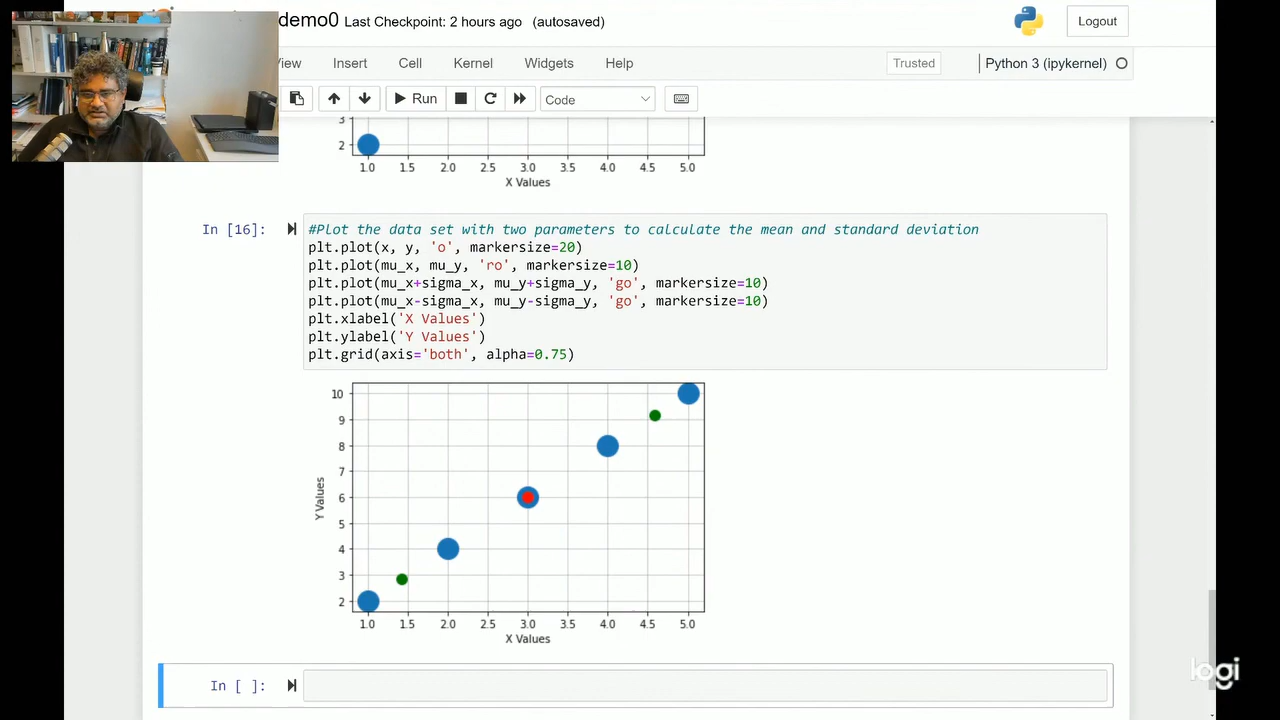 demo0 Last Checkpoint: 2 hours ago (autosaved)
Logout
Insert Cell Kernel Widgets Help
Trusted
Python 3 (ipykernel)
Run
Code
3
2
1.0 1.5 2.0 2.5 3.0 3.5 4.0 4.5 5.0
X Values
In [16]:
#Plot the data set with two parameters to calculate the mean and standard deviation
plt.plot(x, y, 'o', markersize=20)
plt.plot(mu_x, mu_y, 'ro', markersize=10)
plt.plot(mu_x+sigma_x, mu_y+sigma_y, 'go', markersize=10)
plt.plot(mu_x-sigma_x, mu_y-sigma_y, 'go', markersize=10)
plt.xlabel('X Values')
plt.ylabel('Y Values')
plt.grid(axis='both', alpha=0.75)
10
9
8
7
6
5
4
3
2
Y Values
1.0 1.5 2.0 2.5 3.0 3.5 4.0 4.5 5.0
X Values
In [ ]:
logi